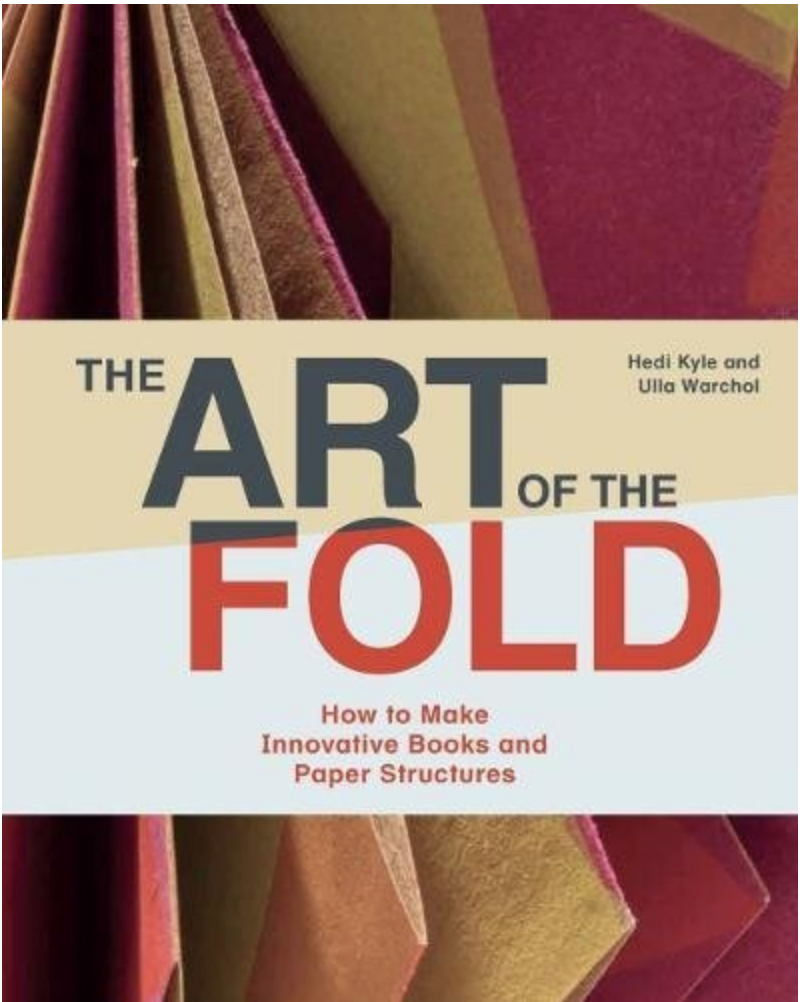 THE ART OF THE
Hedi Kyle and
Ulla Warchol
FOLD
How to Make
Innovative Books and
Paper Structures